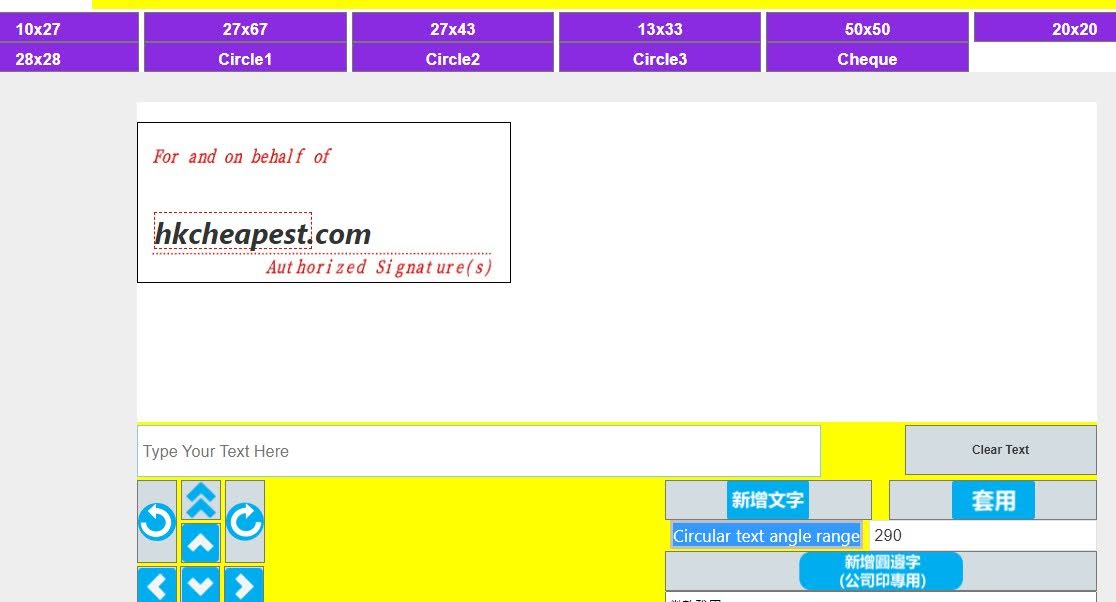 10x27 27x67 27x43 13x33 50x50 20x20
28x28 Circle1 Circle2 Circle3 Cheque
For and on behalf of
hkcheapest.com
Authorized Signature(s)
Type Your Text Here
Clear Text
新增文字 套用
Circular text angle range 290
新增圓邊字
(公司印專用)